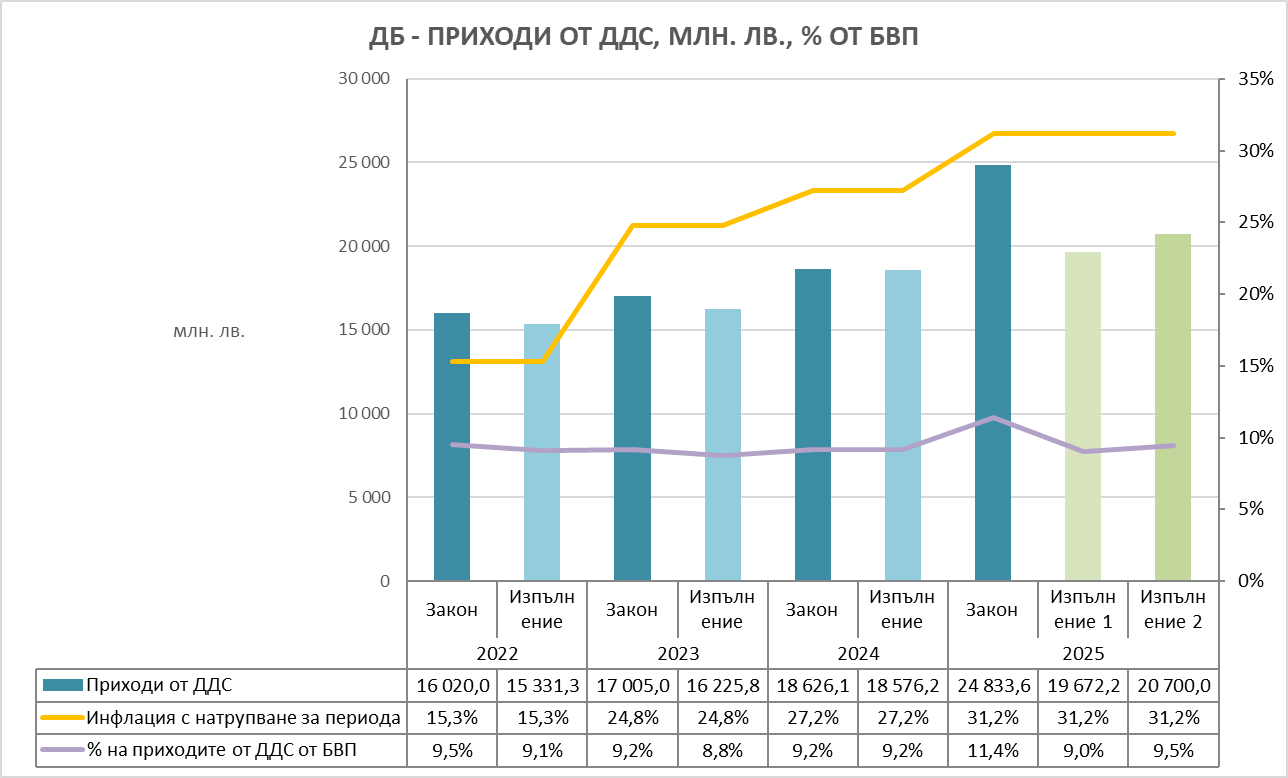 ДБ - ПРИХОДИ ОТ ДДС, МЛН. ЛВ., % ОТ БВП
30 000
25 000
20 000
15 000
10 000
5 000
0
млн. лв.
35%
30%
25%
20%
15%
10%
5%
0%
Закон Изпълн Закон Изпълн Закон Изпълн Закон Изпълн Изпълн
ение ение ение ение 1 ение 2
2022 2023 2024 2025
Приходи от ДДС 16 020,0 15 331,3 17 005,0 16 225,8 18 626,1 18 576,2 24 833,6 19 672,2 20 700,0
Инфлация с натрупване за периода 15,3% 15,3% 24,8% 24,8% 27,2% 27,2% 31,2% 31,2% 31,2%
% на приходите от ДДС от БВП 9,5% 9,1% 9,2% 8,8% 9,2% 9,2% 11,4% 9,0% 9,5%